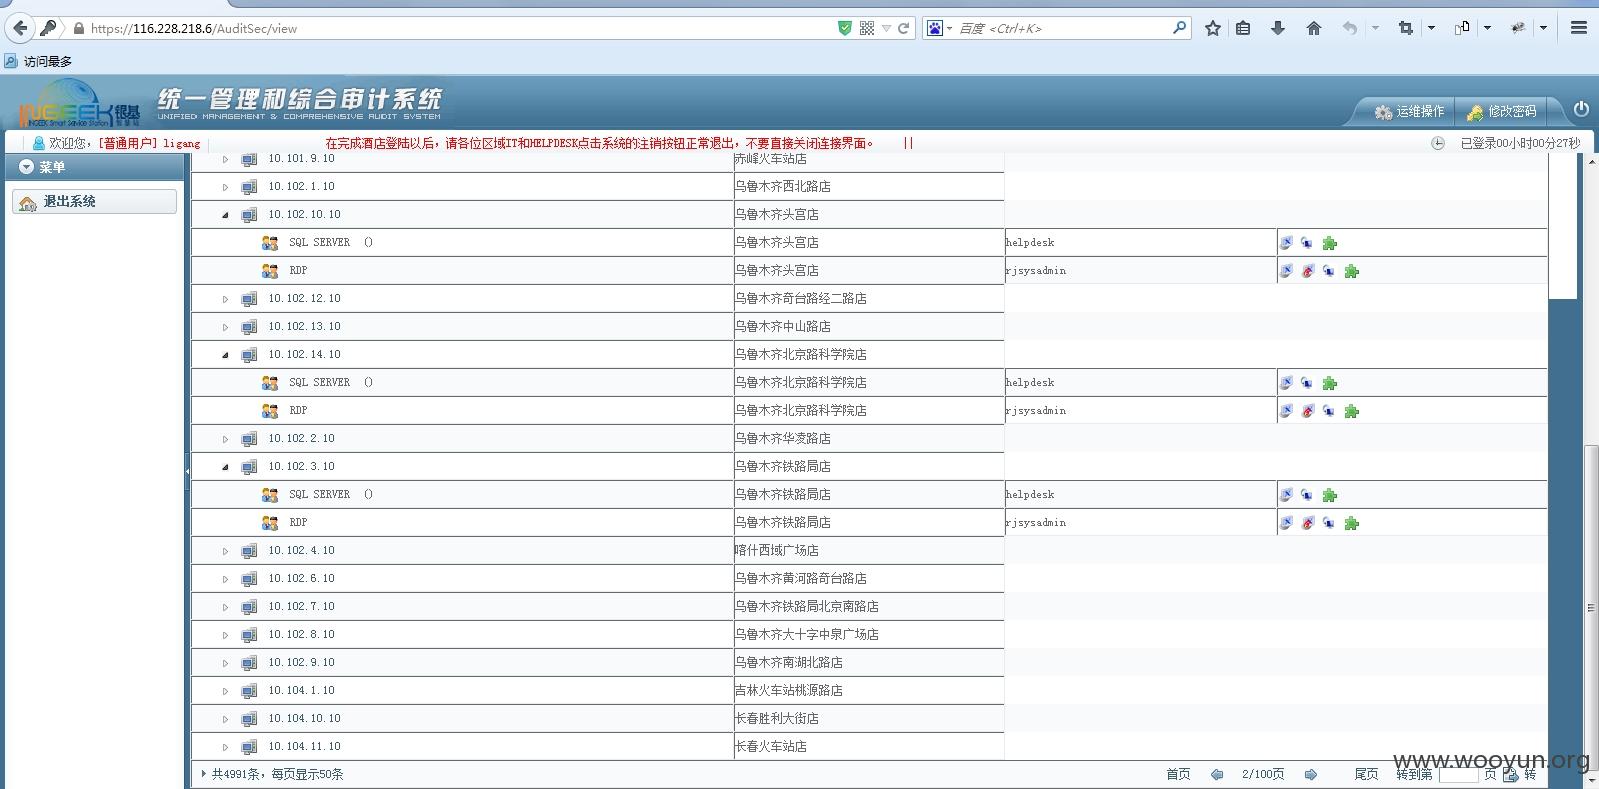 https://116.228.218.6/AuditSec/view
百度 <Ctrl+K>
访问最多
INGEEK 银基
INGEEK Smart Service Station
统一管理和综合审计系统
UNIFIED MANAGEMENT & COMPREHENSIVE AUDIT SYSTEM
运维操作 修改密码
欢迎您，[普通用户] ligang
在完成酒店登陆以后，请各位区域IT和HELPDESK点击系统的注销按钮正常退出，不要直接关闭连接界面。 ||
已登录00小时00分27秒
菜单
退出系统
10.101.9.10 赤峰火车站店
10.102.1.10 乌鲁木齐西北路店
10.102.10.10 乌鲁木齐头宫店
SQL SERVER () 乌鲁木齐头宫店 helpdesk
RDP 乌鲁木齐头宫店 rjsysadmin
10.102.12.10 乌鲁木齐奇台路经二路店
10.102.13.10 乌鲁木齐中山路店
10.102.14.10 乌鲁木齐北京路科学院店
SQL SERVER () 乌鲁木齐北京路科学院店 helpdesk
RDP 乌鲁木齐北京路科学院店 rjsysadmin
10.102.2.10 乌鲁木齐华凌路店
10.102.3.10 乌鲁木齐铁路局店
SQL SERVER () 乌鲁木齐铁路局店 helpdesk
RDP 乌鲁木齐铁路局店 rjsysadmin
10.102.4.10 喀什西域广场店
10.102.6.10 乌鲁木齐黄河路奇台路店
10.102.7.10 乌鲁木齐铁路局北京南路店
10.102.8.10 乌鲁木齐大十字中泉广场店
10.102.9.10 乌鲁木齐南湖北路店
10.104.1.10 吉林火车站桃源路店
10.104.10.10 长春胜利大街店
10.104.11.10 长春火车站店
共4991条，每页显示50条
首页 2/100页 尾页 转到第 页 转
www.wooyun.org